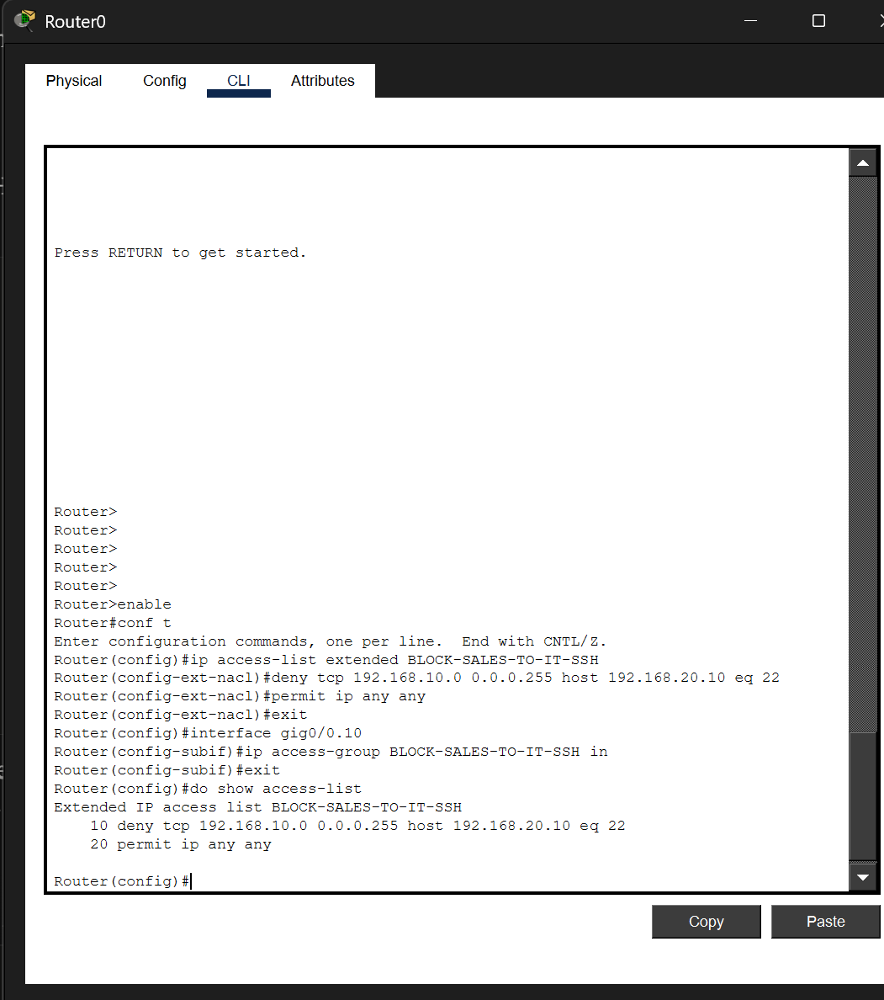 Router0
Physical Config CLI Attributes
Press RETURN to get started.
Router>
Router>
Router>
Router>
Router>
Router>enable
Router#conf t
Enter configuration commands, one per line.  End with CNTL/Z.
Router(config)#ip access-list extended BLOCK-SALES-TO-IT-SSH
Router(config-ext-nacl)#deny tcp 192.168.10.0 0.0.0.255 host 192.168.20.10 eq 22
Router(config-ext-nacl)#permit ip any any
Router(config-ext-nacl)#exit
Router(config)#interface gig0/0.10
Router(config-subif)#ip access-group BLOCK-SALES-TO-IT-SSH in
Router(config-subif)#exit
Router(config)#do show access-list
Extended IP access list BLOCK-SALES-TO-IT-SSH
    10 deny tcp 192.168.10.0 0.0.0.255 host 192.168.20.10 eq 22
    20 permit ip any any
Router(config)#
Copy Paste